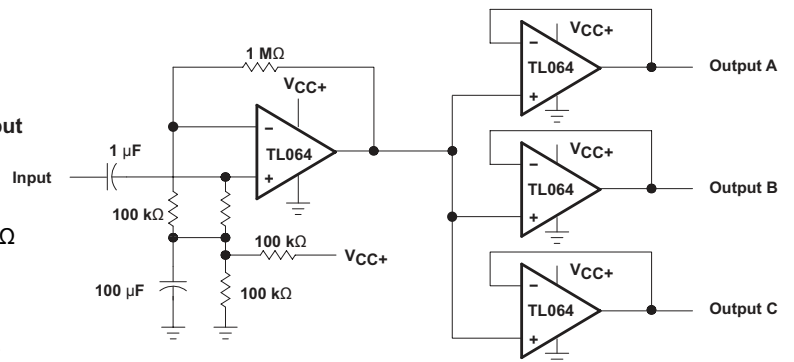 1 MΩ
VCC+
put
1 µF
TL064
Input
100 kΩ
Ω
100 kΩ
VCC+
100 µF
100 kΩ
VCC+
TL064
Output A
VCC+
TL064
Output B
VCC+
TL064
Output C
-
+
-
+
-
+
-
+